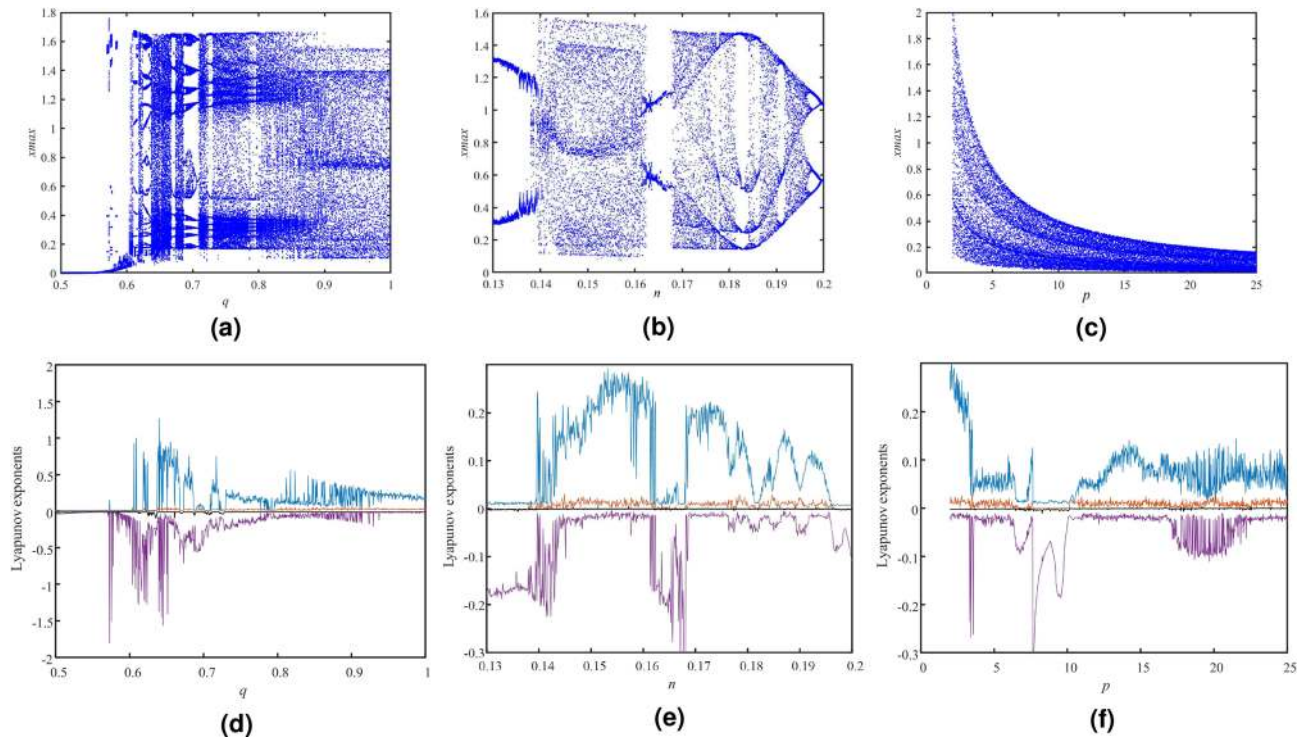 1.8
1.6
1.4
1.2
1
0.8
0.6
0.4
0.2
0
xmax
0.5 0.6 0.7 0.8 0.9 1
q
(a)
1.6
1.4
1.2
1
0.8
0.6
0.4
0.2
0
xmax
0.13 0.14 0.15 0.16 0.17 0.18 0.19 0.2
n
(b)
2
1.8
1.6
1.4
1.2
1
0.8
0.6
0.4
0.2
0
xmax
0 5 10 15 20 25
p
(c)
2
1.5
1
0.5
0
-0.5
-1
-1.5
-2
Lyapunov exponents
0.5 0.6 0.7 0.8 0.9 1
q
(d)
0.2
0.1
0
-0.1
-0.2
-0.3
Lyapunov exponents
0.13 0.14 0.15 0.16 0.17 0.18 0.19 0.2
n
(e)
0.2
0.1
0
-0.1
-0.2
-0.3
Lyapunov exponents
0 5 10 15 20 25
p
(f)